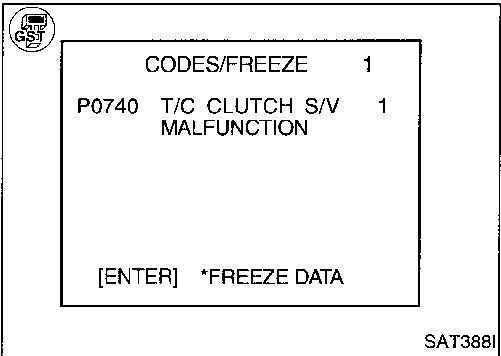 GST
CODES/FREEZE 1
P0740 T/C CLUTCH S/V 1
MALFUNCTION
[ENTER] *FREEZE DATA
SAT388I